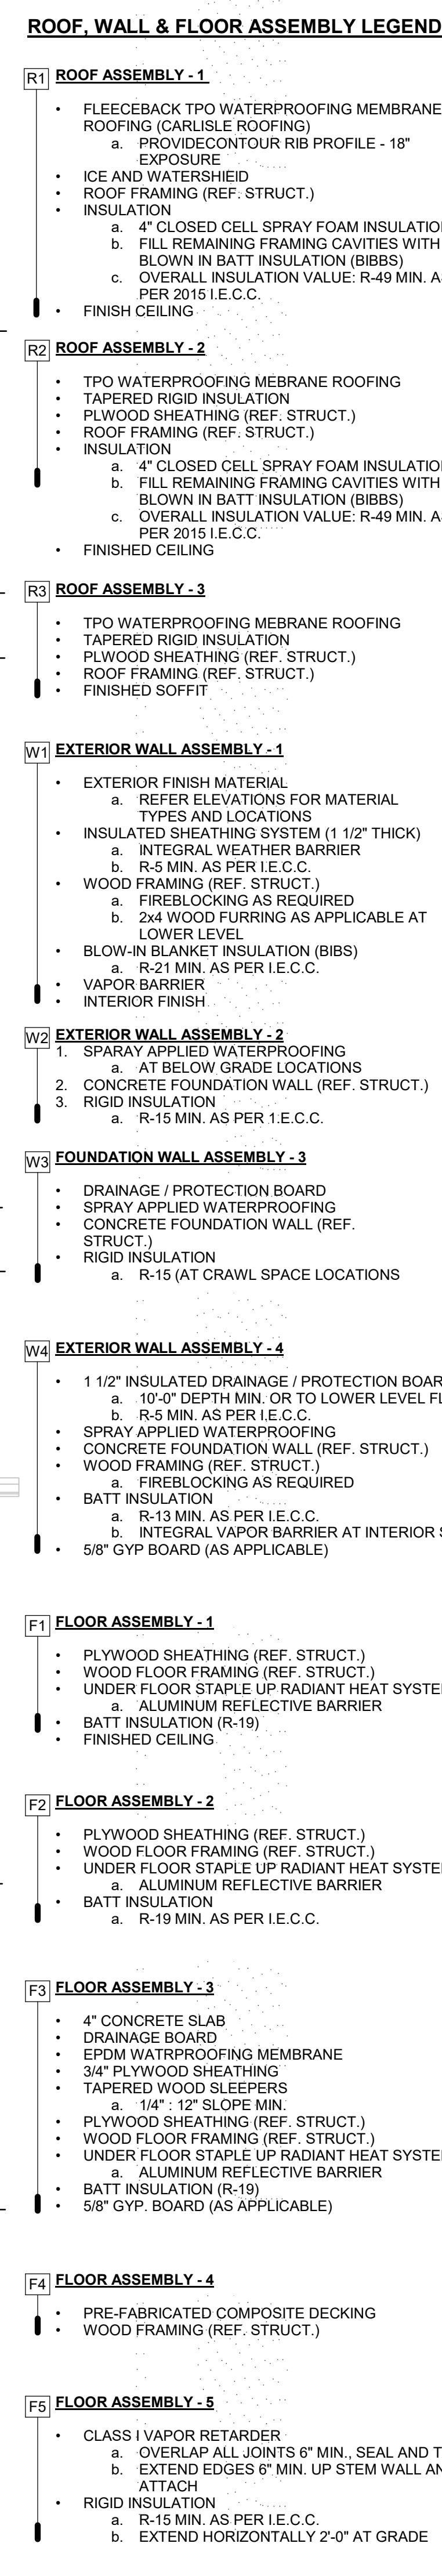 ROOF, WALL & FLOOR ASSEMBLY LEGEND
R1 ROOF ASSEMBLY - 1
• FLEECEBACK TPO WATERPROOFING MEMBRANE
ROOFING (CARLISLE ROOFING)
a. PROVIDECONTOUR RIB PROFILE - 18"
EXPOSURE
• ICE AND WATERSHIEID
• ROOF FRAMING (REF. STRUCT.)
• INSULATION
a. 4" CLOSED CELL SPRAY FOAM INSULATIO
b. FILL REMAINING FRAMING CAVITIES WITH
BLOWN IN BATT INSULATION (BIBBS)
c. OVERALL INSULATION VALUE: R-49 MIN. A
PER 2015 I.E.C.C.
• FINISH CEILING
R2 ROOF ASSEMBLY - 2
• TPO WATERPROOFING MEBRANE ROOFING
• TAPERED RIGID INSULATION
• PLWOOD SHEATHING (REF. STRUCT.)
• ROOF FRAMING (REF. STRUCT.)
• INSULATION
a. 4" CLOSED CELL SPRAY FOAM INSULATIO
b. FILL REMAINING FRAMING CAVITIES WITH
BLOWN IN BATT INSULATION (BIBBS)
c. OVERALL INSULATION VALUE: R-49 MIN. A
PER 2015 I.E.C.C.
• FINISHED CEILING
R3 ROOF ASSEMBLY - 3
• TPO WATERPROOFING MEBRANE ROOFING
• TAPERED RIGID INSULATION
• PLWOOD SHEATHING (REF. STRUCT.)
• ROOF FRAMING (REF. STRUCT.)
• FINISHED SOFFIT
W1 EXTERIOR WALL ASSEMBLY - 1
• EXTERIOR FINISH MATERIAL
a. REFER ELEVATIONS FOR MATERIAL
TYPES AND LOCATIONS
• INSULATED SHEATHING SYSTEM (1 1/2" THICK)
a. INTEGRAL WEATHER BARRIER
b. R-5 MIN. AS PER I.E.C.C.
• WOOD FRAMING (REF. STRUCT.)
a. FIREBLOCKING AS REQUIRED
b. 2x4 WOOD FURRING AS APPLICABLE AT
LOWER LEVEL
• BLOW-IN BLANKET INSULATION (BIBS)
a. R-21 MIN. AS PER I.E.C.C.
• VAPOR BARRIER
• INTERIOR FINISH
W2 EXTERIOR WALL ASSEMBLY - 2
1. SPARAY APPLIED WATERPROOFING
a. AT BELOW GRADE LOCATIONS
2. CONCRETE FOUNDATION WALL (REF. STRUCT.)
3. RIGID INSULATION
a. R-15 MIN. AS PER 1.E.C.C.
W3 FOUNDATION WALL ASSEMBLY - 3
• DRAINAGE / PROTECTION BOARD
• SPRAY APPLIED WATERPROOFING
• CONCRETE FOUNDATION WALL (REF.
STRUCT.)
• RIGID INSULATION
a. R-15 (AT CRAWL SPACE LOCATIONS
W4 EXTERIOR WALL ASSEMBLY - 4
• 1 1/2" INSULATED DRAINAGE / PROTECTION BOAR
a. 10'-0" DEPTH MIN. OR TO LOWER LEVEL FL
b. R-5 MIN. AS PER I.E.C.C.
• SPRAY APPLIED WATERPROOFING
• CONCRETE FOUNDATION WALL (REF. STRUCT.)
• WOOD FRAMING (REF. STRUCT.)
a. FIREBLOCKING AS REQUIRED
• BATT INSULATION
a. R-13 MIN. AS PER I.E.C.C.
b. INTEGRAL VAPOR BARRIER AT INTERIOR S
• 5/8" GYP BOARD (AS APPLICABLE)
F1 FLOOR ASSEMBLY - 1
• PLYWOOD SHEATHING (REF. STRUCT.)
• WOOD FLOOR FRAMING (REF. STRUCT.)
• UNDER FLOOR STAPLE UP RADIANT HEAT SYSTE
a. ALUMINUM REFLECTIVE BARRIER
• BATT INSULATION (R-19)
• FINISHED CEILING
F2 FLOOR ASSEMBLY - 2
• PLYWOOD SHEATHING (REF. STRUCT.)
• WOOD FLOOR FRAMING (REF. STRUCT.)
• UNDER FLOOR STAPLE UP RADIANT HEAT SYSTE
a. ALUMINUM REFLECTIVE BARRIER
• BATT INSULATION
a. R-19 MIN. AS PER I.E.C.C.
F3 FLOOR ASSEMBLY - 3
• 4" CONCRETE SLAB
• DRAINAGE BOARD
• EPDM WATRPROOFING MEMBRANE
• 3/4" PLYWOOD SHEATHING
• TAPERED WOOD SLEEPERS
a. 1/4" : 12" SLOPE MIN.
• PLYWOOD SHEATHING (REF. STRUCT.)
• WOOD FLOOR FRAMING (REF. STRUCT.)
• UNDER FLOOR STAPLE UP RADIANT HEAT SYSTE
a. ALUMINUM REFLECTIVE BARRIER
• BATT INSULATION (R-19)
• 5/8" GYP. BOARD (AS APPLICABLE)
F4 FLOOR ASSEMBLY - 4
• PRE-FABRICATED COMPOSITE DECKING
• WOOD FRAMING (REF. STRUCT.)
F5 FLOOR ASSEMBLY - 5
• CLASS I VAPOR RETARDER
a. OVERLAP ALL JOINTS 6" MIN., SEAL AND T
b. EXTEND EDGES 6" MIN. UP STEM WALL AN
ATTACH
• RIGID INSULATION
a. R-15 MIN. AS PER I.E.C.C.
b. EXTEND HORIZONTALLY 2'-0" AT GRADE